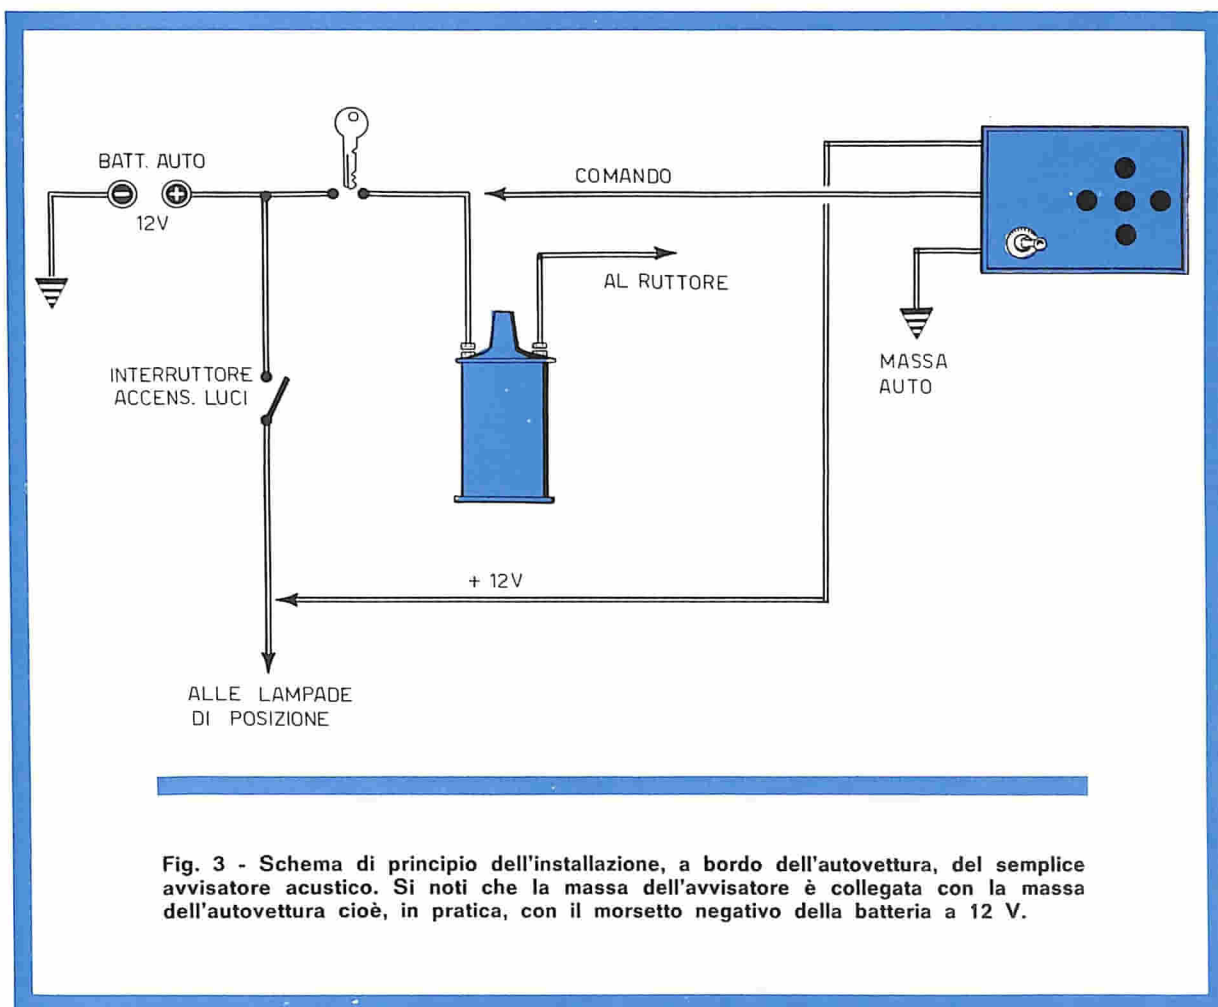 BATT. AUTO
12V
COMANDO
AL RUTTORE
MASSA
AUTO
INTERRUTTORE
ACCENS. LUCI
+ 12V
ALLE LAMPADE
DI POSIZIONE
Fig. 3 - Schema di principio dell'installazione, a bordo dell'autovettura, del semplice
avvisatore acustico. Si noti che la massa dell'avvisatore è collegata con la massa
dell'autovettura cioè, in pratica, con il morsetto negativo della batteria a 12 V.